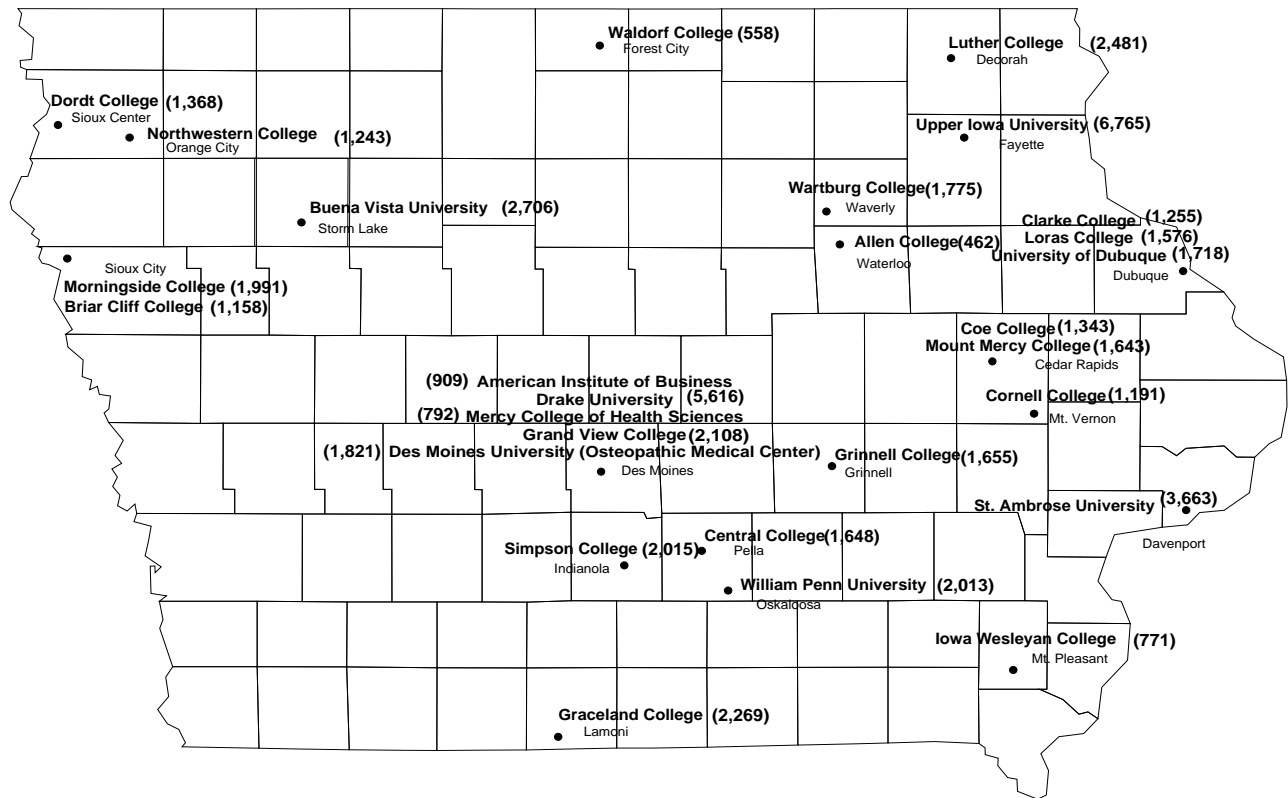 Waldorf College (558)
Forest City
Luther College (2,481)
Decorah
Dordt College (1,368)
Sioux Center
Northwestern College (1,243)
Orange City
Upper Iowa University (6,765)
Fayette
Wartburg College (1,775)
Waverly
Buena Vista University (2,706)
Storm Lake
Clarke College (1,255)
Loras College (1,576)
University of Dubuque (1,718)
Dubuque
Allen College (462)
Waterloo
Sioux City
Morningside College (1,991)
Briar Cliff College (1,158)
Coe College (1,343)
Mount Mercy College (1,643)
Cedar Rapids
(909) American Institute of Business
Drake University (5,616)
(792) Mercy College of Health Sciences
Grand View College (2,108)
(1,821) Des Moines University (Osteopathic Medical Center)
Des Moines
Cornell College (1,191)
Mt. Vernon
Grinnell College (1,655)
Grinnell
St. Ambrose University (3,663)
Davenport
Central College (1,648)
Pella
Simpson College (2,015)
Indianola
William Penn University (2,013)
Oskaloosa
Iowa Wesleyan College (771)
Mt. Pleasant
Graceland College (2,269)
Lamoni